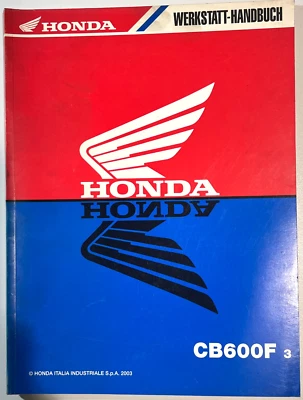 HONDA WERKSTATT-HANDBUCH
HONDA
HONDA
CB600F 3
© HONDA ITALIA INDUSTRIALE S.p.A. 2003